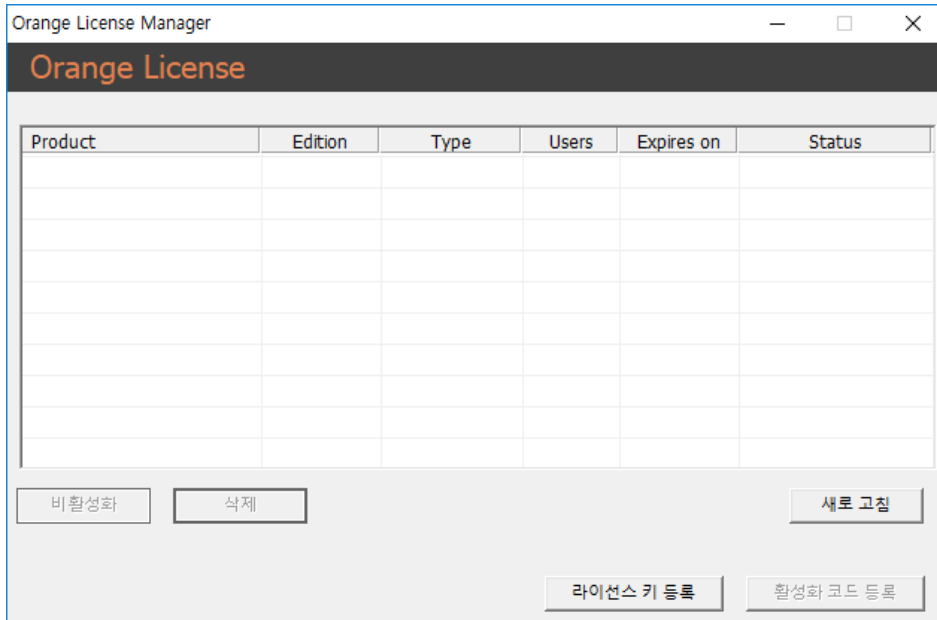 Orange License Manager
Orange License
Product Edition Type Users Expires on Status
비활성화 삭제 새로 고침
라이선스 키 등록 활성화 코드 등록